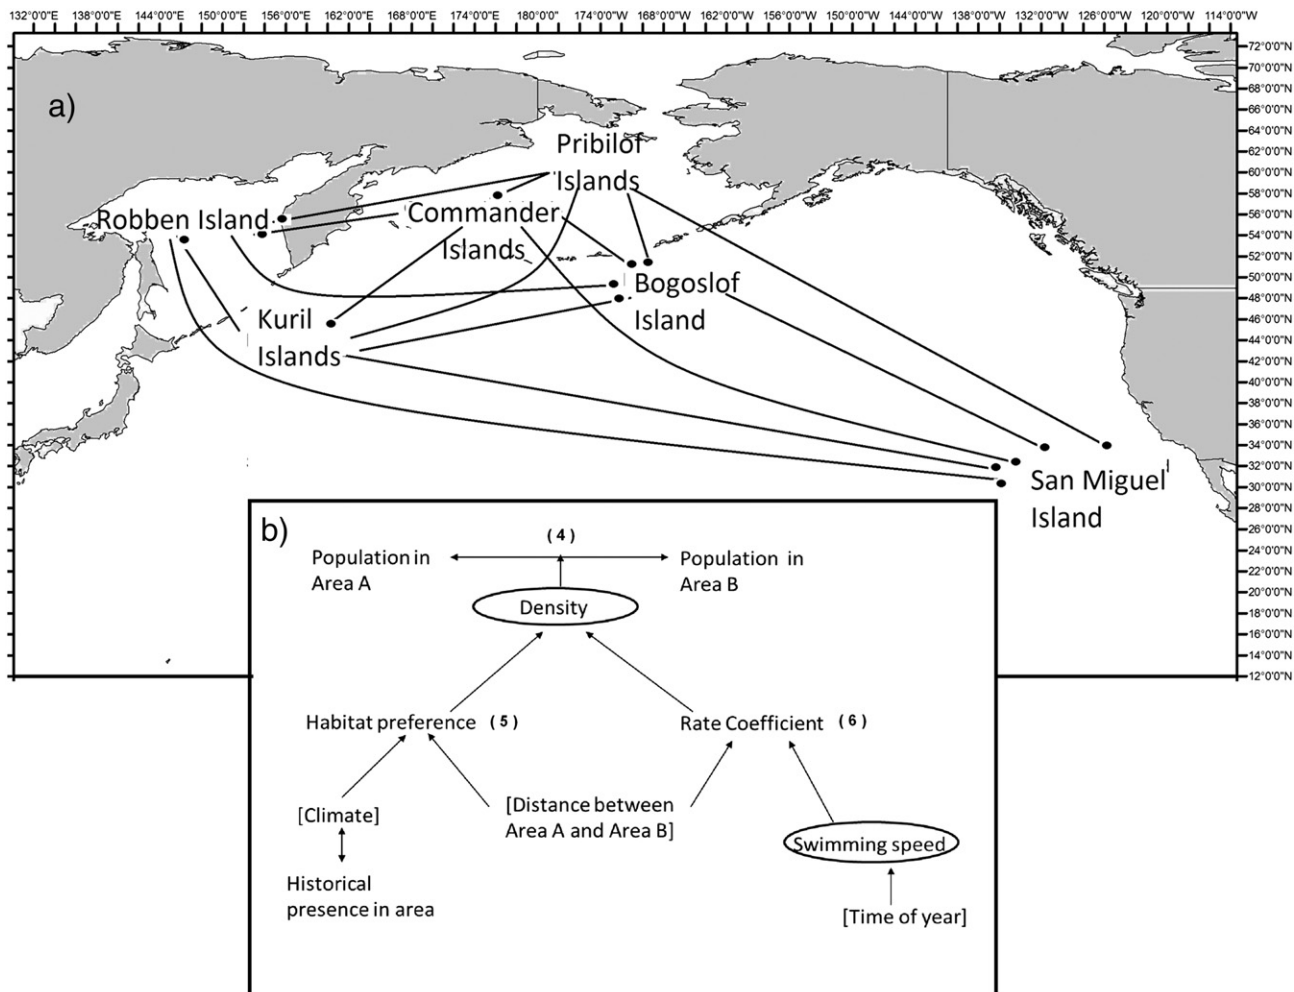 132°0'0"E 138°0'0"E 144°0'0"E 150°0'0"E 156°0'0"E 162°0'0"E 168°0'0"E 174°0'0"E 180°0'0" 174°0'0"W 168°0'0"W 162°0'0"W 156°0'0"W 150°0'0"W 144°0'0"W 138°0'0"W 132°0'0"W 126°0'0"W 120°0'0"W 114°0'0"W
72°0'0"N
70°0'0"N
68°0'0"N
66°0'0"N
64°0'0"N
62°0'0"N
60°0'0"N
58°0'0"N
56°0'0"N
54°0'0"N
52°0'0"N
50°0'0"N
48°0'0"N
46°0'0"N
44°0'0"N
42°0'0"N
40°0'0"N
38°0'0"N
36°0'0"N
34°0'0"N
32°0'0"N
30°0'0"N
28°0'0"N
26°0'0"N
24°0'0"N
22°0'0"N
20°0'0"N
18°0'0"N
16°0'0"N
14°0'0"N
12°0'0"N
a)
Pribilof
Islands
Robben Island
Commander
Islands
Bogoslof
Island
Kuril
Islands
San Miguel
Island
b)
(4)
Population in
Area A
Population in
Area B
Density
Habitat preference (5)
Rate Coefficient (6)
[Climate]
[Distance between
Area A and Area B]
Swimming speed
Historical
presence in area
[Time of year]